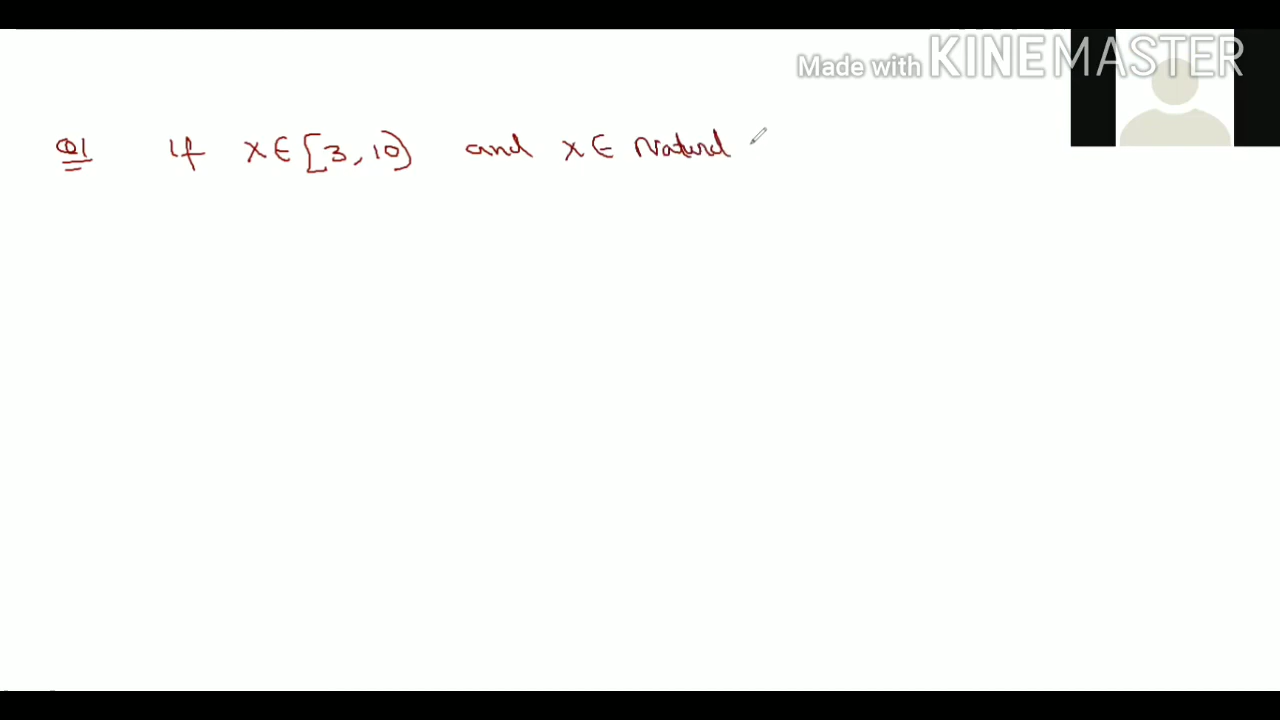 Made with KINEMASTER
Q1 If x ∈ [3, 10) and x ∈ Natural